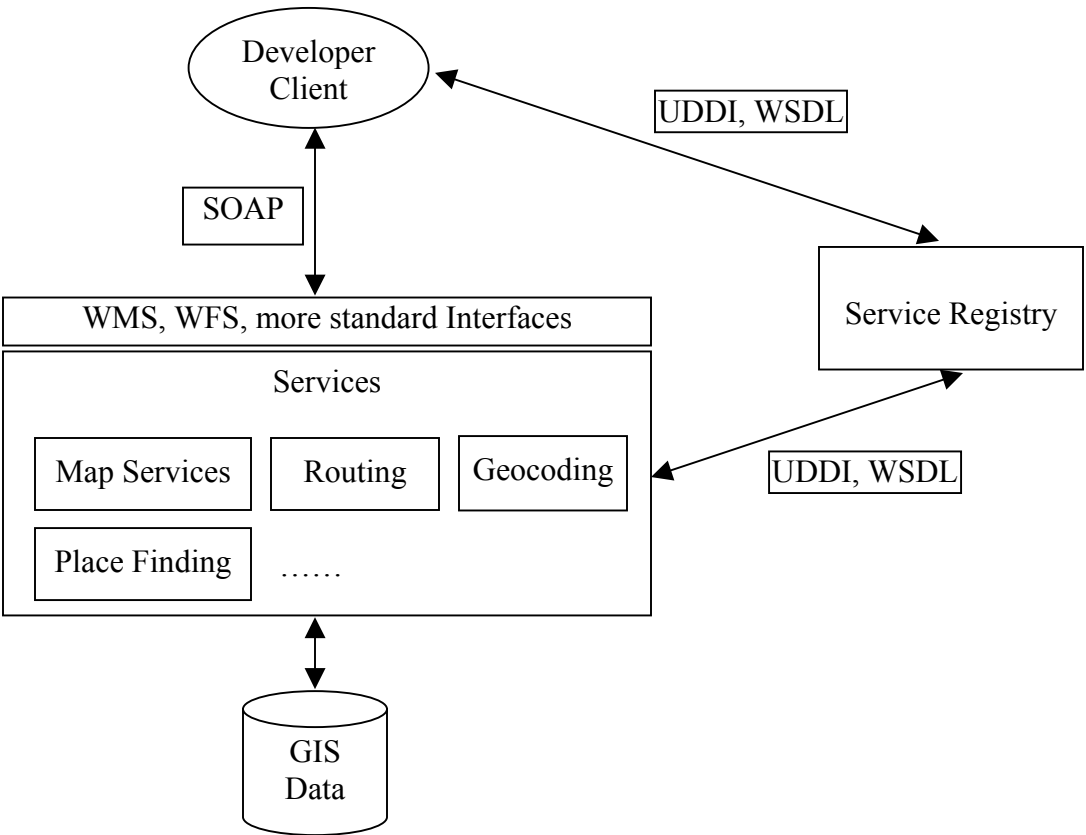 Developer
Client
UDDI, WSDL
SOAP
WMS, WFS, more standard Interfaces
Service Registry
Services
Map Services
Routing
Geocoding
UDDI, WSDL
Place Finding
......
GIS
Data